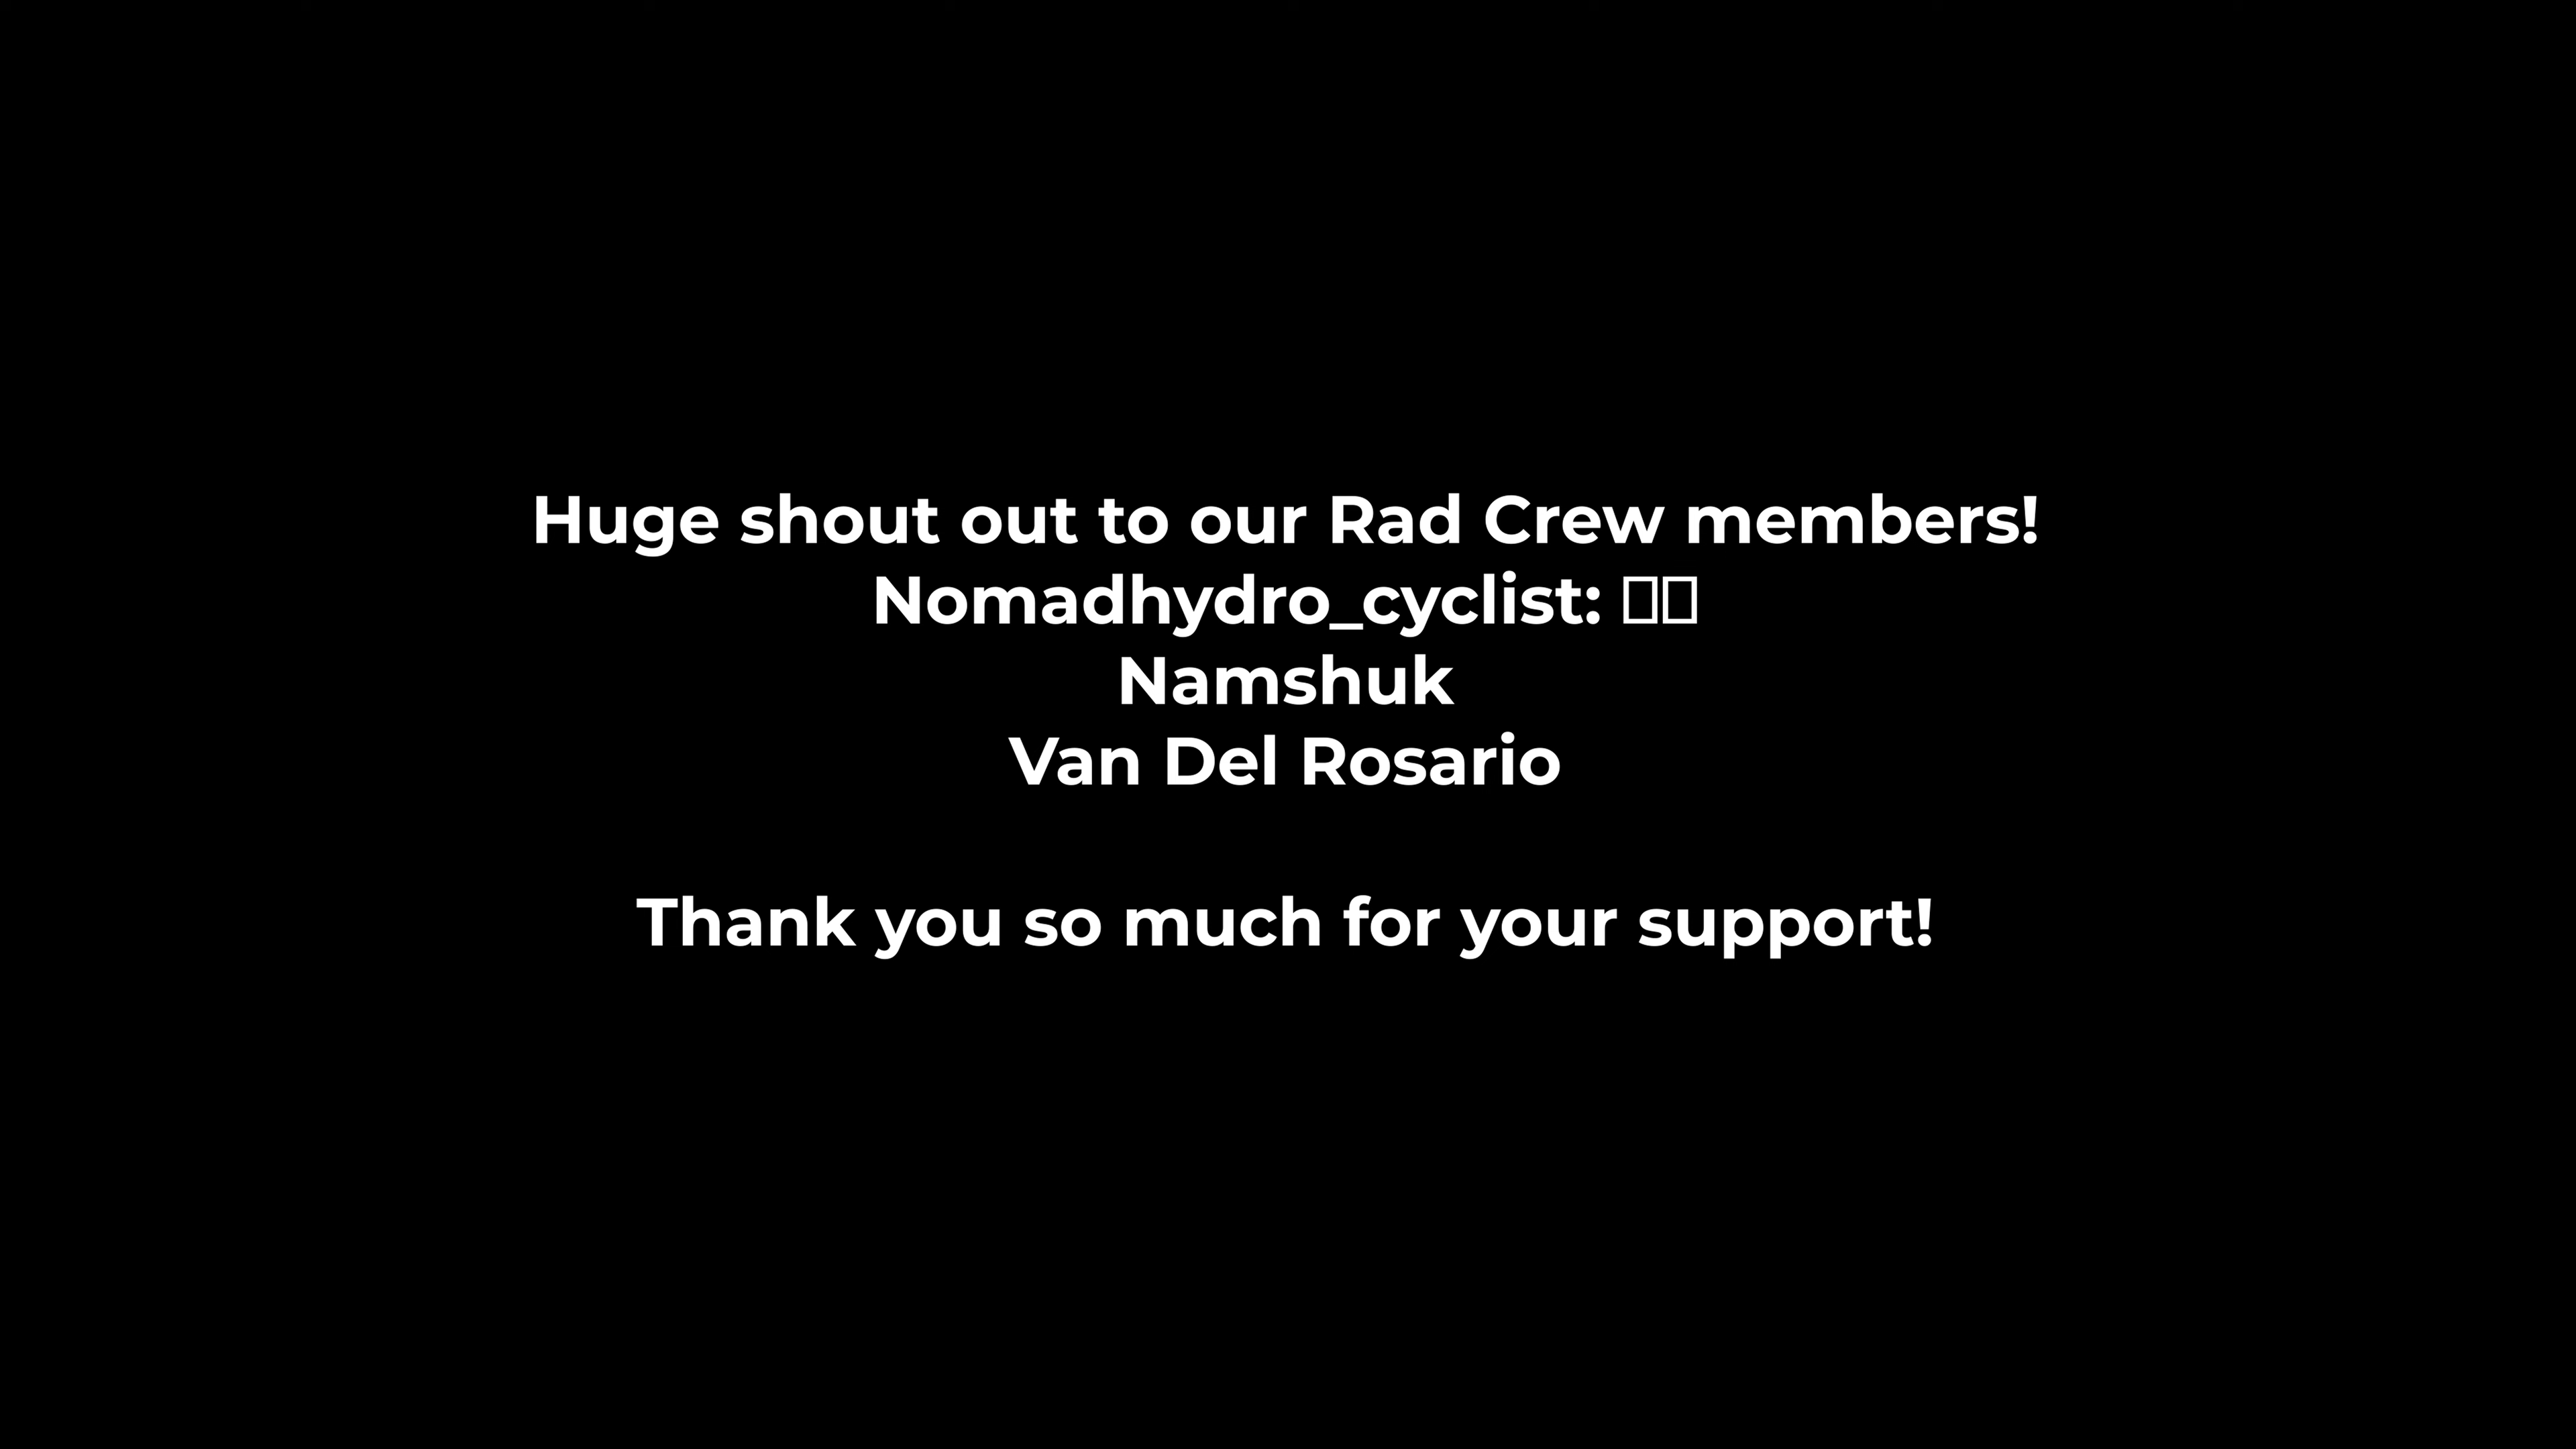 Huge shout out to our Rad Crew members!
Nomadhydro_cyclist: 
Namshuk
Van Del Rosario
Thank you so much for your support!